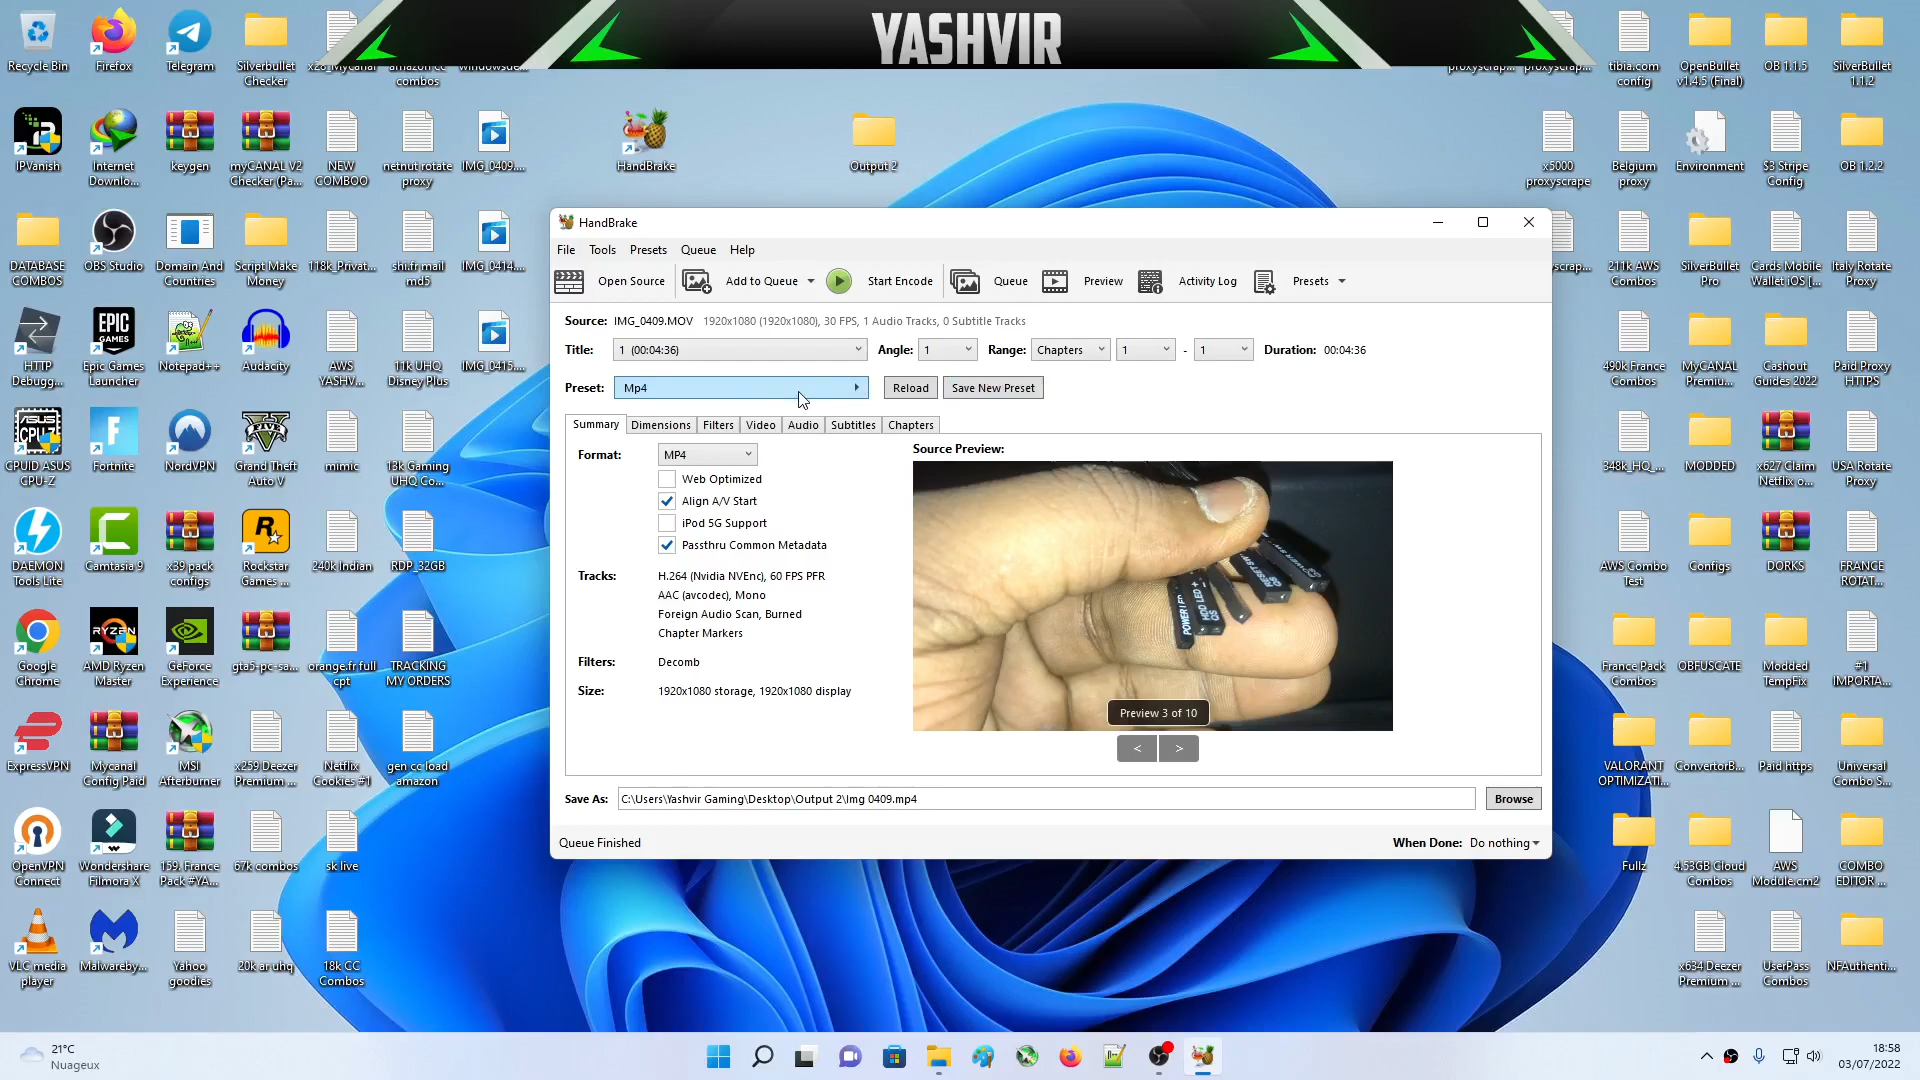 YASHVIR
Recycle Bin
Firefox
Telegram
Silverbullet
Checker
combos
tibia.com
config
OpenBullet
v1.4.5 (Final)
OB 1.1.5
SilverBullet
1.1.2
IPVanish
Internet
Downlo...
keygen
myCANAL V2
Checker (Pa...
NEW
COMBOO
netnut rotate
proxy
IMG_0409....
HandBrake
Output 2
x5000
proxyscrape
Belgium
proxy
Environment
S3 Stripe
Config
OB 1.2.2
DATABASE
COMBOS
OBS Studio
Domain And
Countries
Script Make
Money
118k_Privat...
shi.fr mail
md5
IMG_0414....
211k AWS
Combos
SilverBullet
Pro
Cards Mobile
Wallet iOS [...
Italy Rotate
Proxy
HTTP
Debugg...
Epic Games
Launcher
Notepad++
Audacity
AWS
YASHV...
11k UHQ
Disney Plus
IMG_0415....
490k France
Combos
MyCANAL
Premiu...
Cashout
Guides 2022
Paid Proxy
HTTPS
CPUID ASUS
CPU-Z
Fortnite
NordVPN
Grand Theft
Auto V
mimic
13k Gaming
UHQ Co...
348k_HQ_...
MODDED
x627 Claim
Netflix o...
USA Rotate
Proxy
DAEMON
Tools Lite
Camtasia 9
x39 pack
configs
Rockstar
Games ...
240k Indian
RDP_32GB
AWS Combo
Test
Configs
DORKS
FRANCE
ROTAT...
Google
Chrome
AMD Ryzen
Master
GeForce
Experience
gta5-pc-sa...
orange.fr full
cpt
TRACKING
MY ORDERS
France Pack
Combos
OBFUSCATE
Modded
TempFix
#1
IMPORTA...
ExpressVPN
Mycanal
Config Paid
MSI
Afterburner
x259 Deezer
Premium ...
Netflix
Cookies #1
gen cc load
amazon
VALORANT
OPTIMIZATI...
ConvertorB...
Paid https
Universal
Combo S...
OpenVPN
Connect
Wondershare
Filmora X
159. France
Pack #YA...
67k combos
sk live
Fullz
4.53GB Cloud
Combos
AWS
Module.cm2
COMBO
EDITOR ...
VLC media
player
Malwareby...
Yahoo
goodies
20k ar uhq
18k CC
Combos
x634 Deezer
Premium ...
UserPass
Combos
NFAuthenti...
HandBrake
File Tools Presets Queue Help
Open Source Add to Queue Start Encode Queue Preview Activity Log Presets
Source: IMG_0409.MOV 1920x1080 (1920x1080), 30 FPS, 1 Audio Tracks, 0 Subtitle Tracks
Title: 1 (00:04:36) Angle: 1 Range: Chapters 1 - 1 Duration: 00:04:36
Preset: Mp4 Reload Save New Preset
Summary Dimensions Filters Video Audio Subtitles Chapters
Format: MP4
Web Optimized
Align A/V Start
iPod 5G Support
Passthru Common Metadata
Tracks: H.264 (Nvidia NVEnc), 60 FPS PFR
AAC (avcodec), Mono
Foreign Audio Scan, Burned
Chapter Markers
Filters: Decomb
Size: 1920x1080 storage, 1920x1080 display
Source Preview:
POWER LED
HDD LED +
RESET SW
Preview 3 of 10
< >
Save As: C:\Users\Yashvir Gaming\Desktop\Output 2\Img 0409.mp4 Browse
Queue Finished When Done: Do nothing
21°C
Nuageux
18:58
03/07/2022